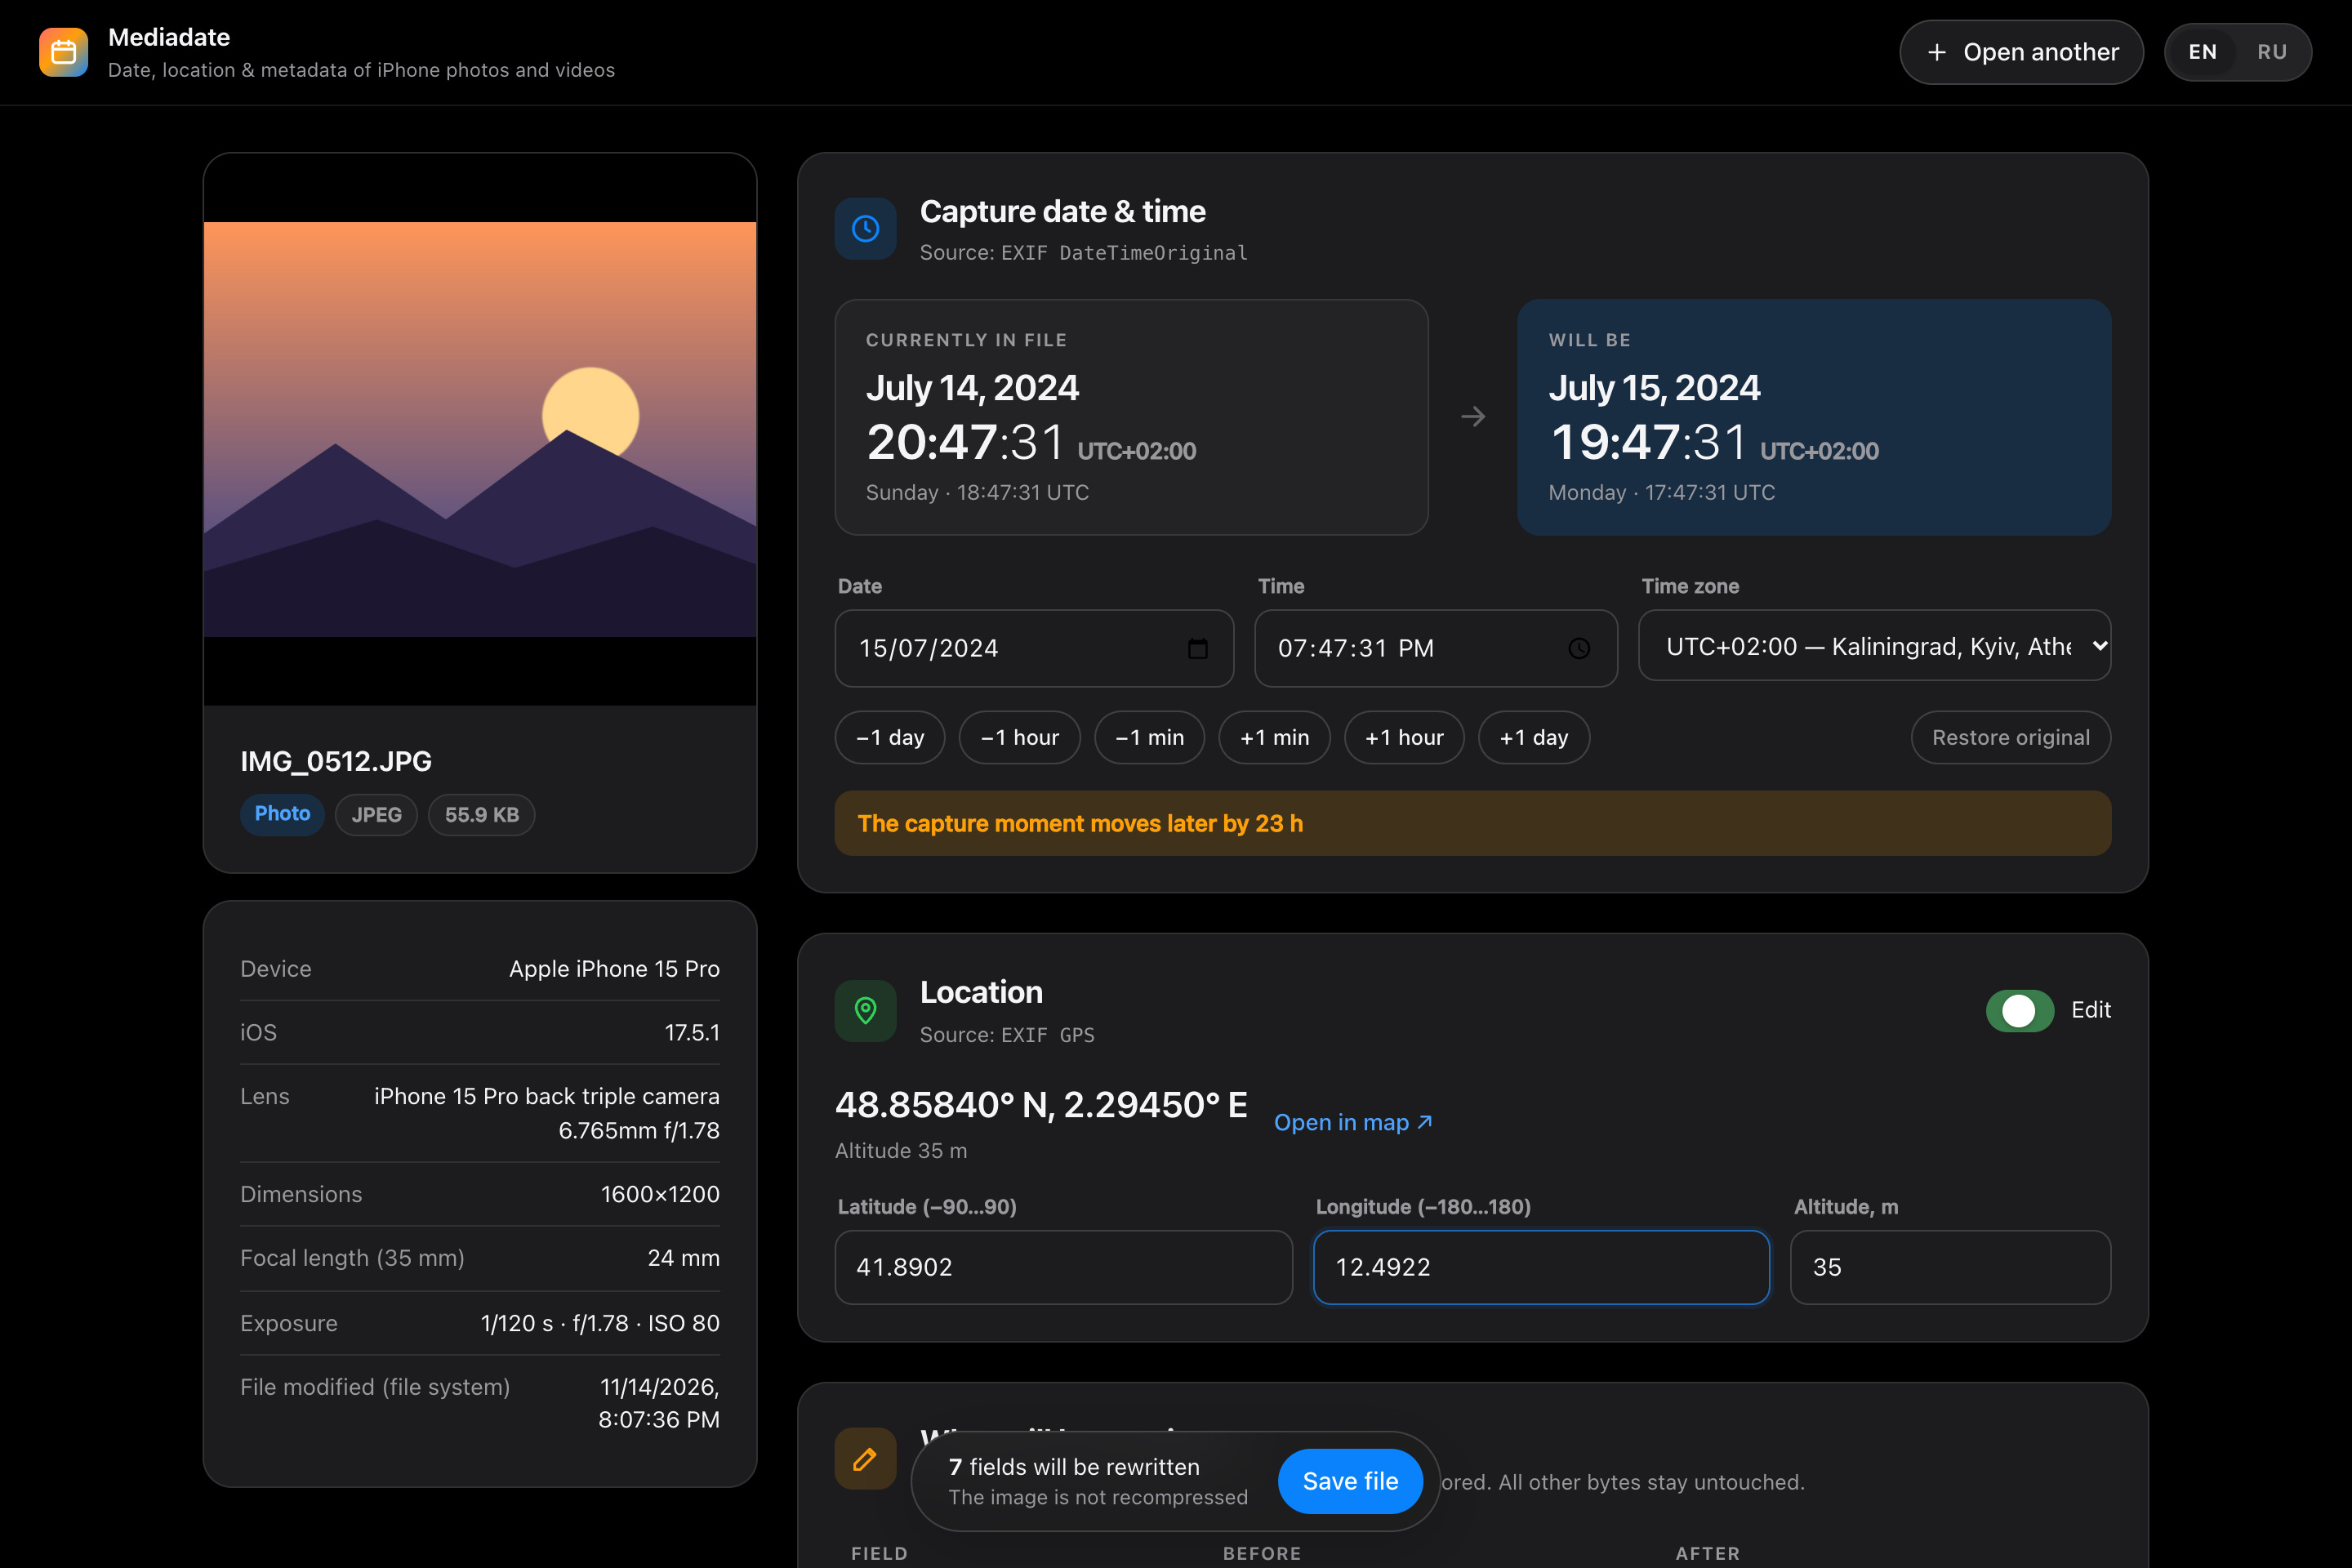 Mediadate
Date, location & metadata of iPhone photos and videos
Open another
EN RU
IMG_0512.JPG
Photo JPEG 55.9 KB
Device Apple iPhone 15 Pro
iOS 17.5.1
Lens iPhone 15 Pro back triple camera
6.765mm f/1.78
Dimensions 1600×1200
Focal length (35 mm) 24 mm
Exposure 1/120 s · f/1.78 · ISO 80
File modified (file system) 11/14/2026,
8:07:36 PM
Capture date & time
Source: EXIF DateTimeOriginal
CURRENTLY IN FILE
July 14, 2024
20:47:31 UTC+02:00
Sunday · 18:47:31 UTC
WILL BE
July 15, 2024
19:47:31 UTC+02:00
Monday · 17:47:31 UTC
Date Time Time zone
15/07/2024 07:47:31 PM UTC+02:00 — Kaliningrad, Kyiv, Athe
−1 day −1 hour −1 min +1 min +1 hour +1 day Restore original
The capture moment moves later by 23 h
Location
Source: EXIF GPS
Edit
48.85840° N, 2.29450° E
Open in map ↗
Altitude 35 m
Latitude (−90…90) Longitude (−180…180) Altitude, m
41.8902 12.4922 35
7 fields will be rewritten
The image is not recompressed
Save file
ored. All other bytes stay untouched.
FIELD BEFORE AFTER